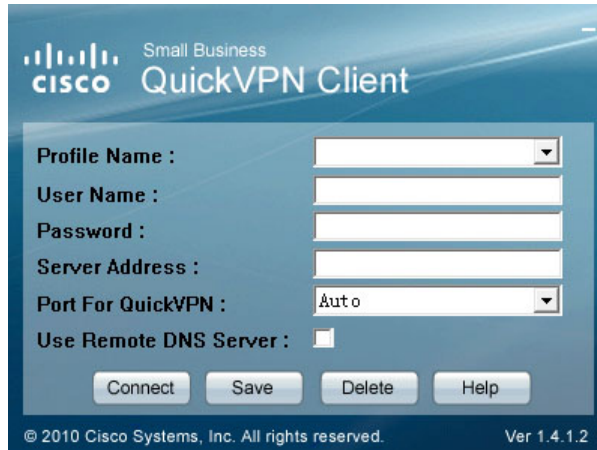 Small Business
CISCO QuickVPN Client
Profile Name :
User Name :
Password :
Server Address :
Port For QuickVPN : Auto
Use Remote DNS Server :
Connect Save Delete Help
© 2010 Cisco Systems, Inc. All rights reserved. Ver 1.4.1.2